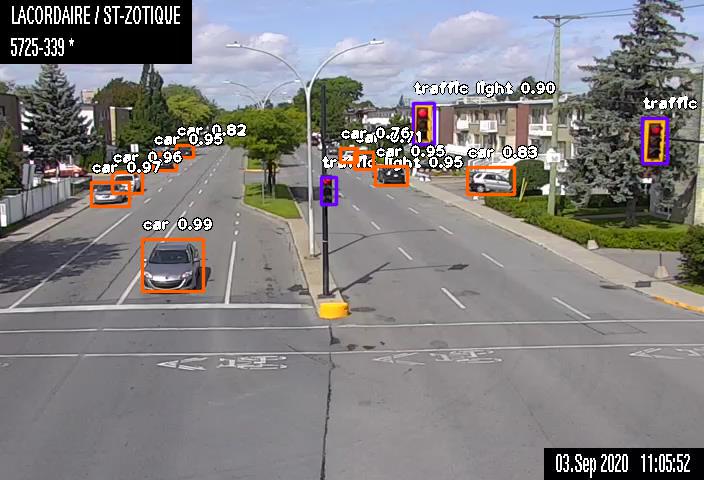 LACORDAIRE / ST-ZOTIQUE
5725-339 *
traffic light 0.90
traffic
car 0.82
car 0.95
car 0.76
car 0.96
car 0.95
car 0.83
car 0.97
traffic light 0.95
car 0.99
03.Sep 2020 11:05:52